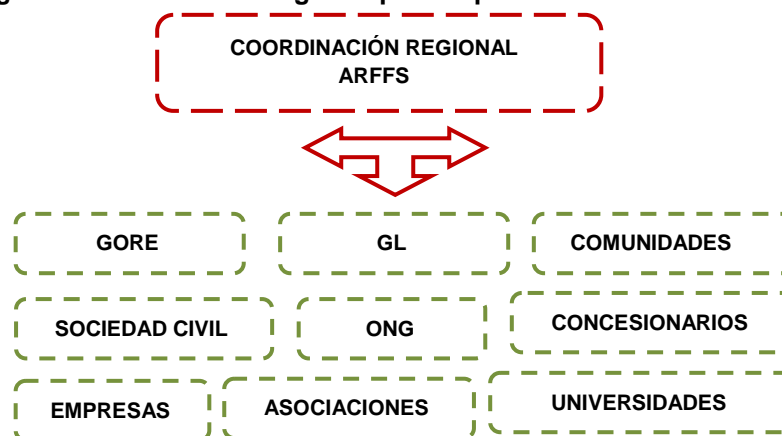 COORDINACIÓN REGIONAL
ARFFS
GORE
GL
COMUNIDADES
SOCIEDAD CIVIL
ONG
CONCESIONARIOS
EMPRESAS
ASOCIACIONES
UNIVERSIDADES